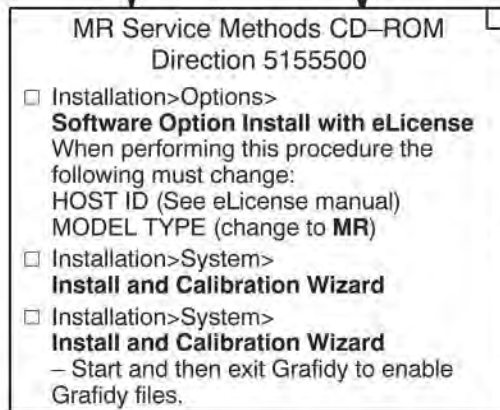 MR Service Methods CD–ROM
Direction 5155500
☐ Installation>Options>
Software Option Install with eLicense
When performing this procedure the
following must change:
HOST ID (See eLicense manual)
MODEL TYPE (change to MR)
☐ Installation>System>
Install and Calibration Wizard
☐ Installation>System>
Install and Calibration Wizard
– Start and then exit Grafidy to enable
Grafidy files.